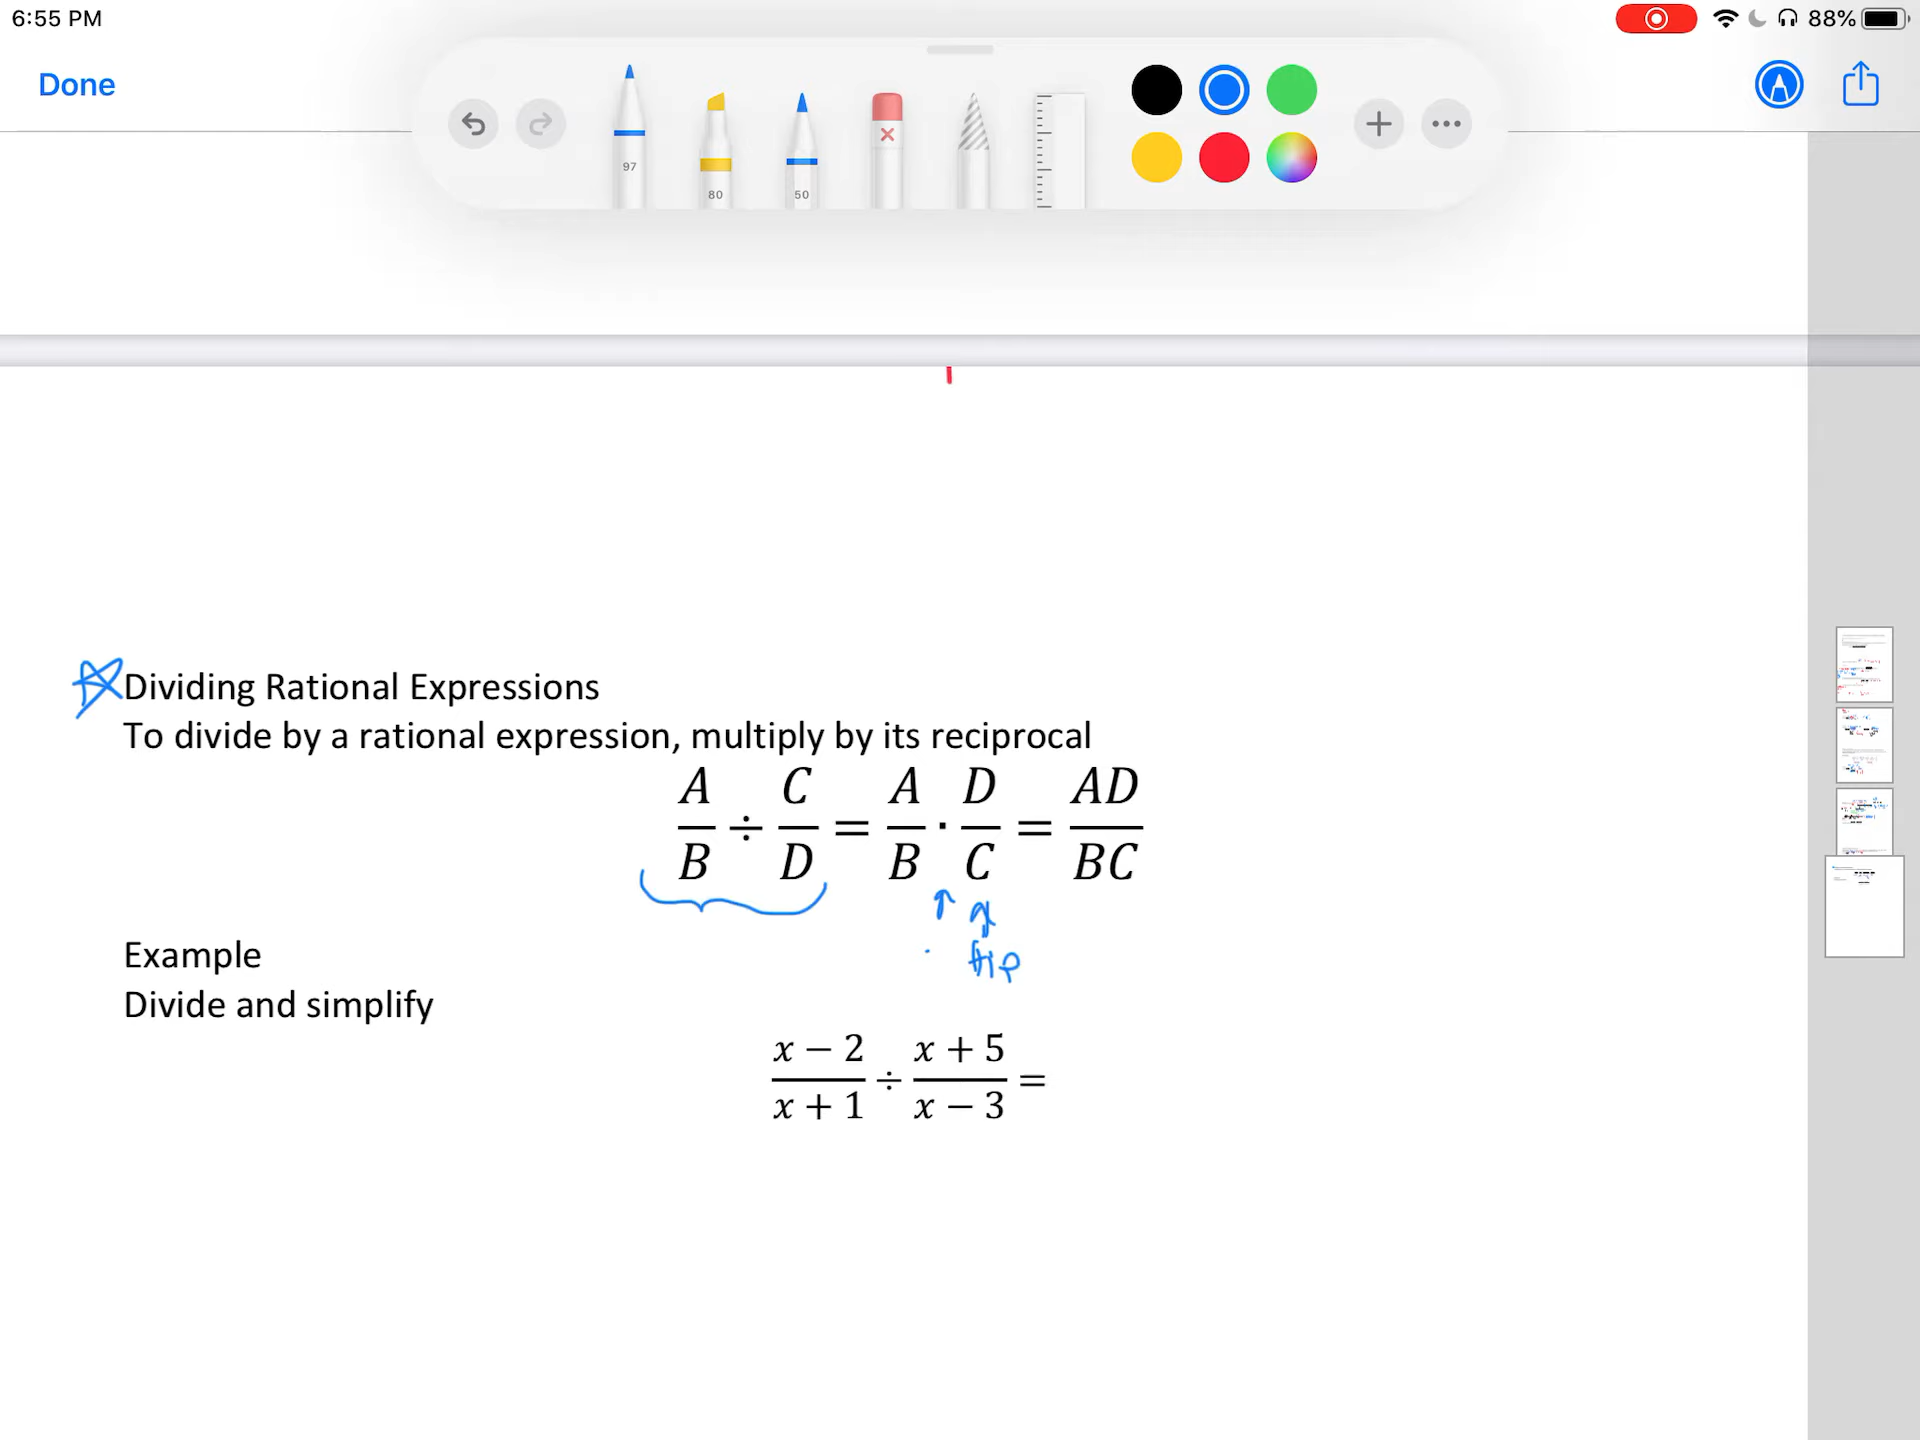 6:55 PM
88%
Done
97
80
50
Dividing Rational Expressions
To divide by a rational expression, multiply by its reciprocal
A/B ÷ C/D = A/B · D/C = AD/BC
flip
Example
Divide and simplify
(x − 2)/(x + 1) ÷ (x + 5)/(x − 3) =